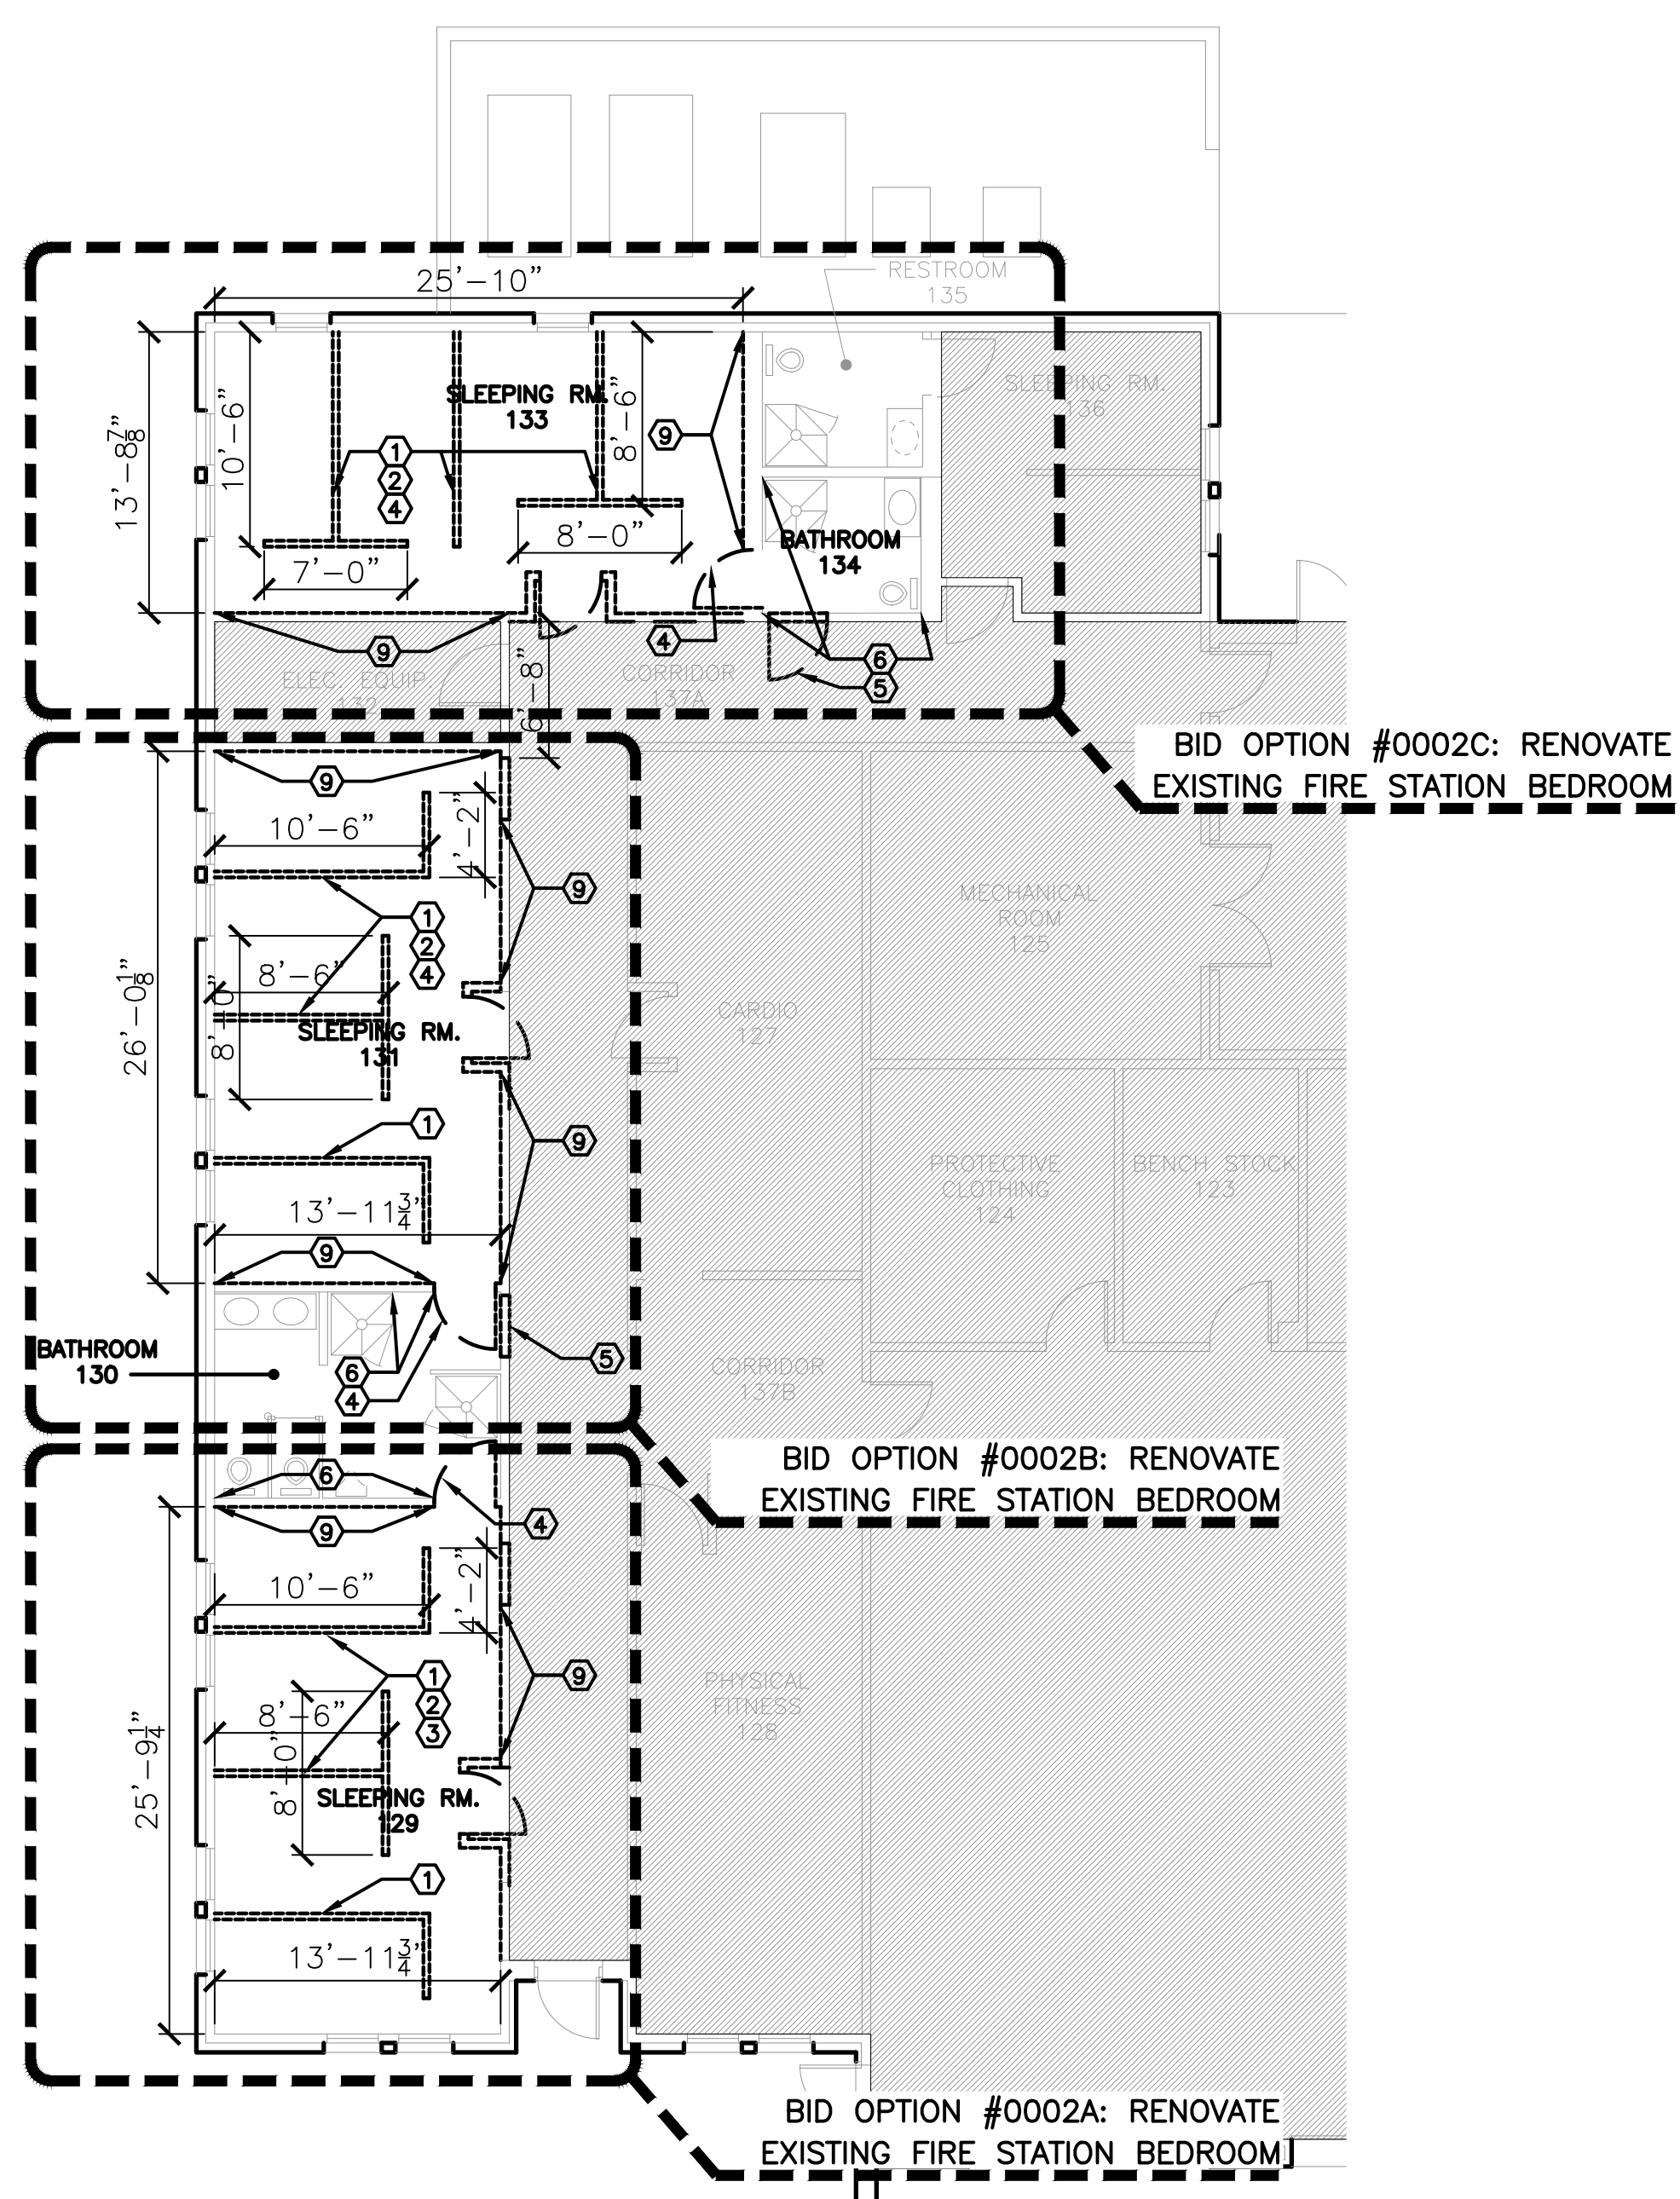 RESTROOM
135
25'-10"
SLEEPING RM.
133
SLEEPING RM.
136
13'-8 7/8"
10'-6"
8'-6"
9
1
2
4
8'-0"
7'-0"
BATHROOM
134
4
9
6
5
ELEC. EQUIP.
132
CORRIDOR
137A
6'-8"
BID OPTION #0002C: RENOVATE
EXISTING FIRE STATION BEDROOM
9
10'-6"
4'-2"
9
1
2
4
MECHANICAL
ROOM
125
8'-6"
8'-0"
26'-0 1/8"
CARDIO
127
SLEEPING RM.
131
1
9
PROTECTIVE
CLOTHING
124
BENCH STOCK
123
13'-11 3/4"
9
BATHROOM
130
6
4
5
CORRIDOR
137B
BID OPTION #0002B: RENOVATE
EXISTING FIRE STATION BEDROOM
6
9
4
10'-6"
4'-2"
1
2
3
9
PHYSICAL
FITNESS
128
8'-6"
8'-0"
25'-9 1/4"
SLEEPING RM.
129
1
13'-11 3/4"
BID OPTION #0002A: RENOVATE
EXISTING FIRE STATION BEDROOM